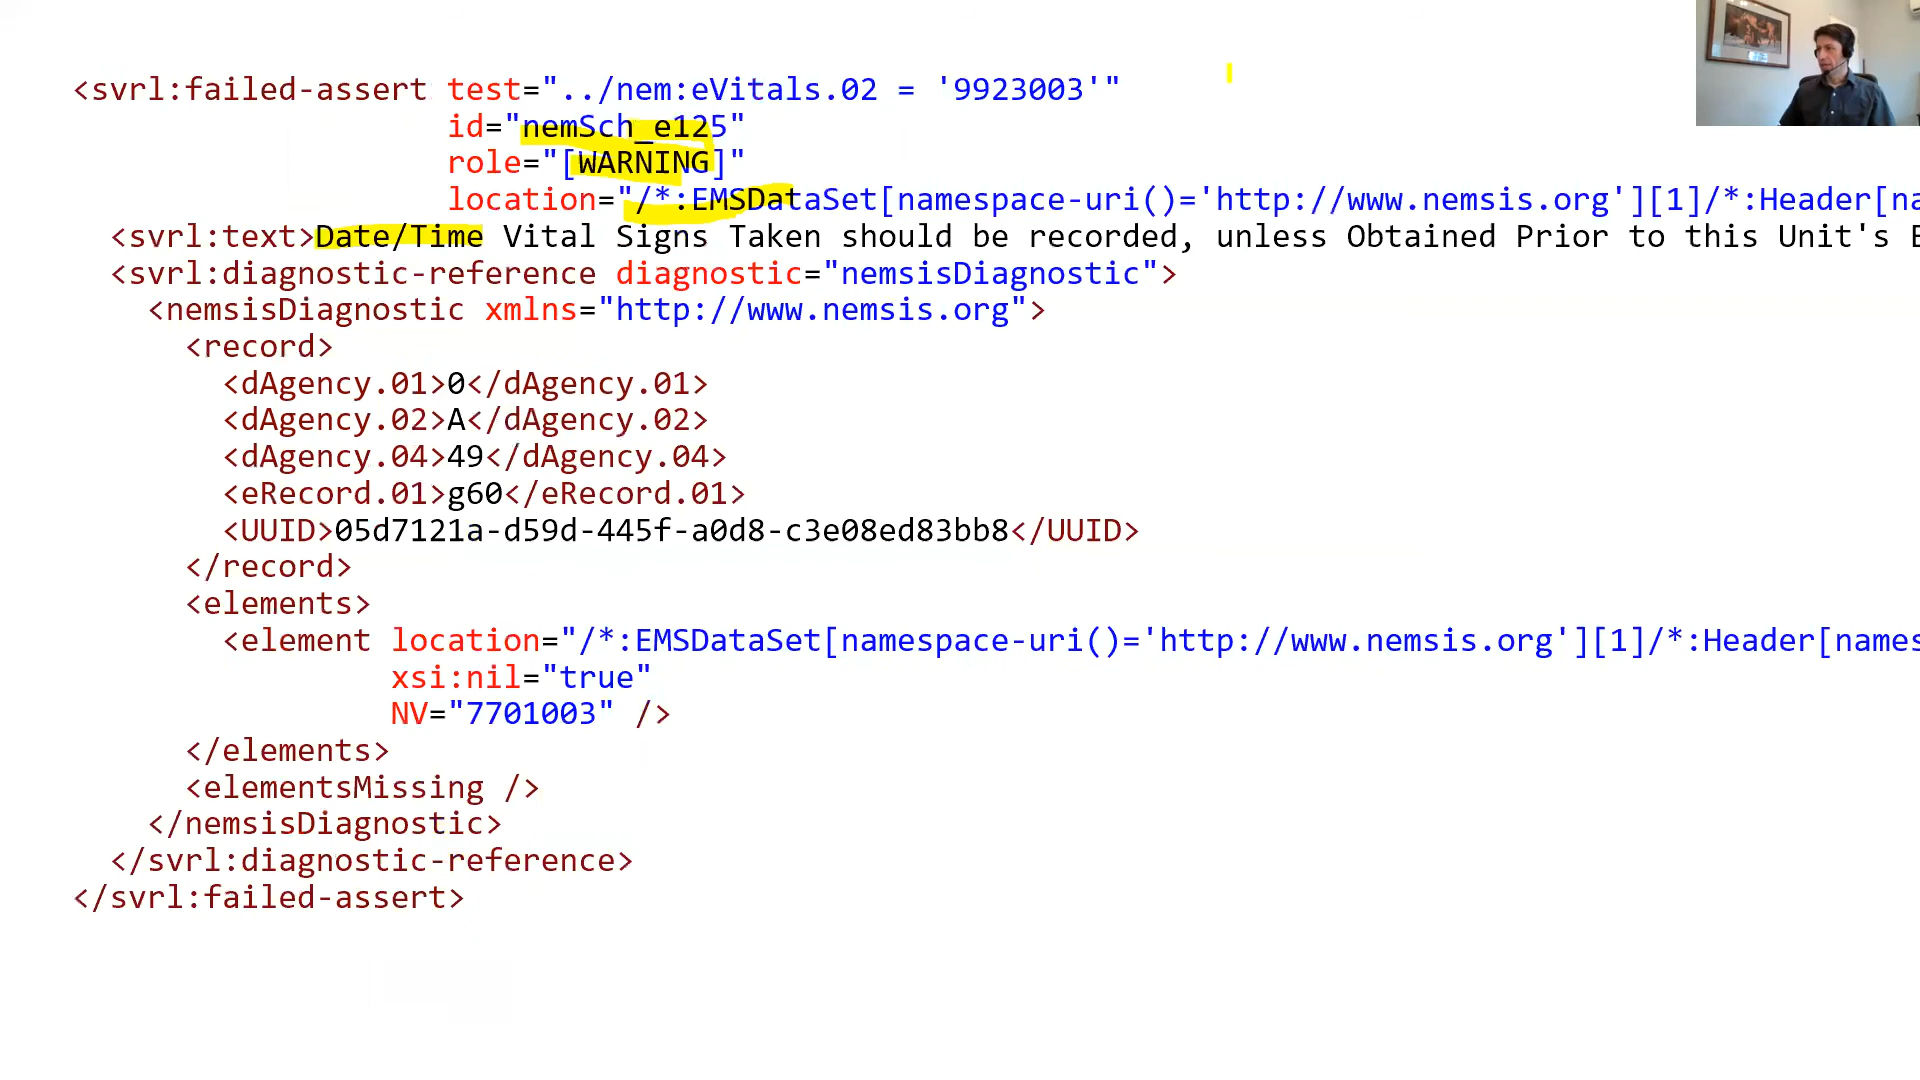 <svrl:failed-assert test="../nem:eVitals.02 = '9923003'"
id="nemSch_e125"
role="[WARNING]"
location="/*:EMSDataSet[namespace-uri()='http://www.nemsis.org'][1]/*:Header[na
<svrl:text>Date/Time Vital Signs Taken should be recorded, unless Obtained Prior to this Unit's E
<svrl:diagnostic-reference diagnostic="nemsisDiagnostic">
<nemsisDiagnostic xmlns="http://www.nemsis.org">
<record>
<dAgency.01>0</dAgency.01>
<dAgency.02>A</dAgency.02>
<dAgency.04>49</dAgency.04>
<eRecord.01>g60</eRecord.01>
<UUID>05d7121a-d59d-445f-a0d8-c3e08ed83bb8</UUID>
</record>
<elements>
<element location="/*:EMSDataSet[namespace-uri()='http://www.nemsis.org'][1]/*:Header[names
xsi:nil="true"
NV="7701003" />
</elements>
<elementsMissing />
</nemsisDiagnostic>
</svrl:diagnostic-reference>
</svrl:failed-assert>